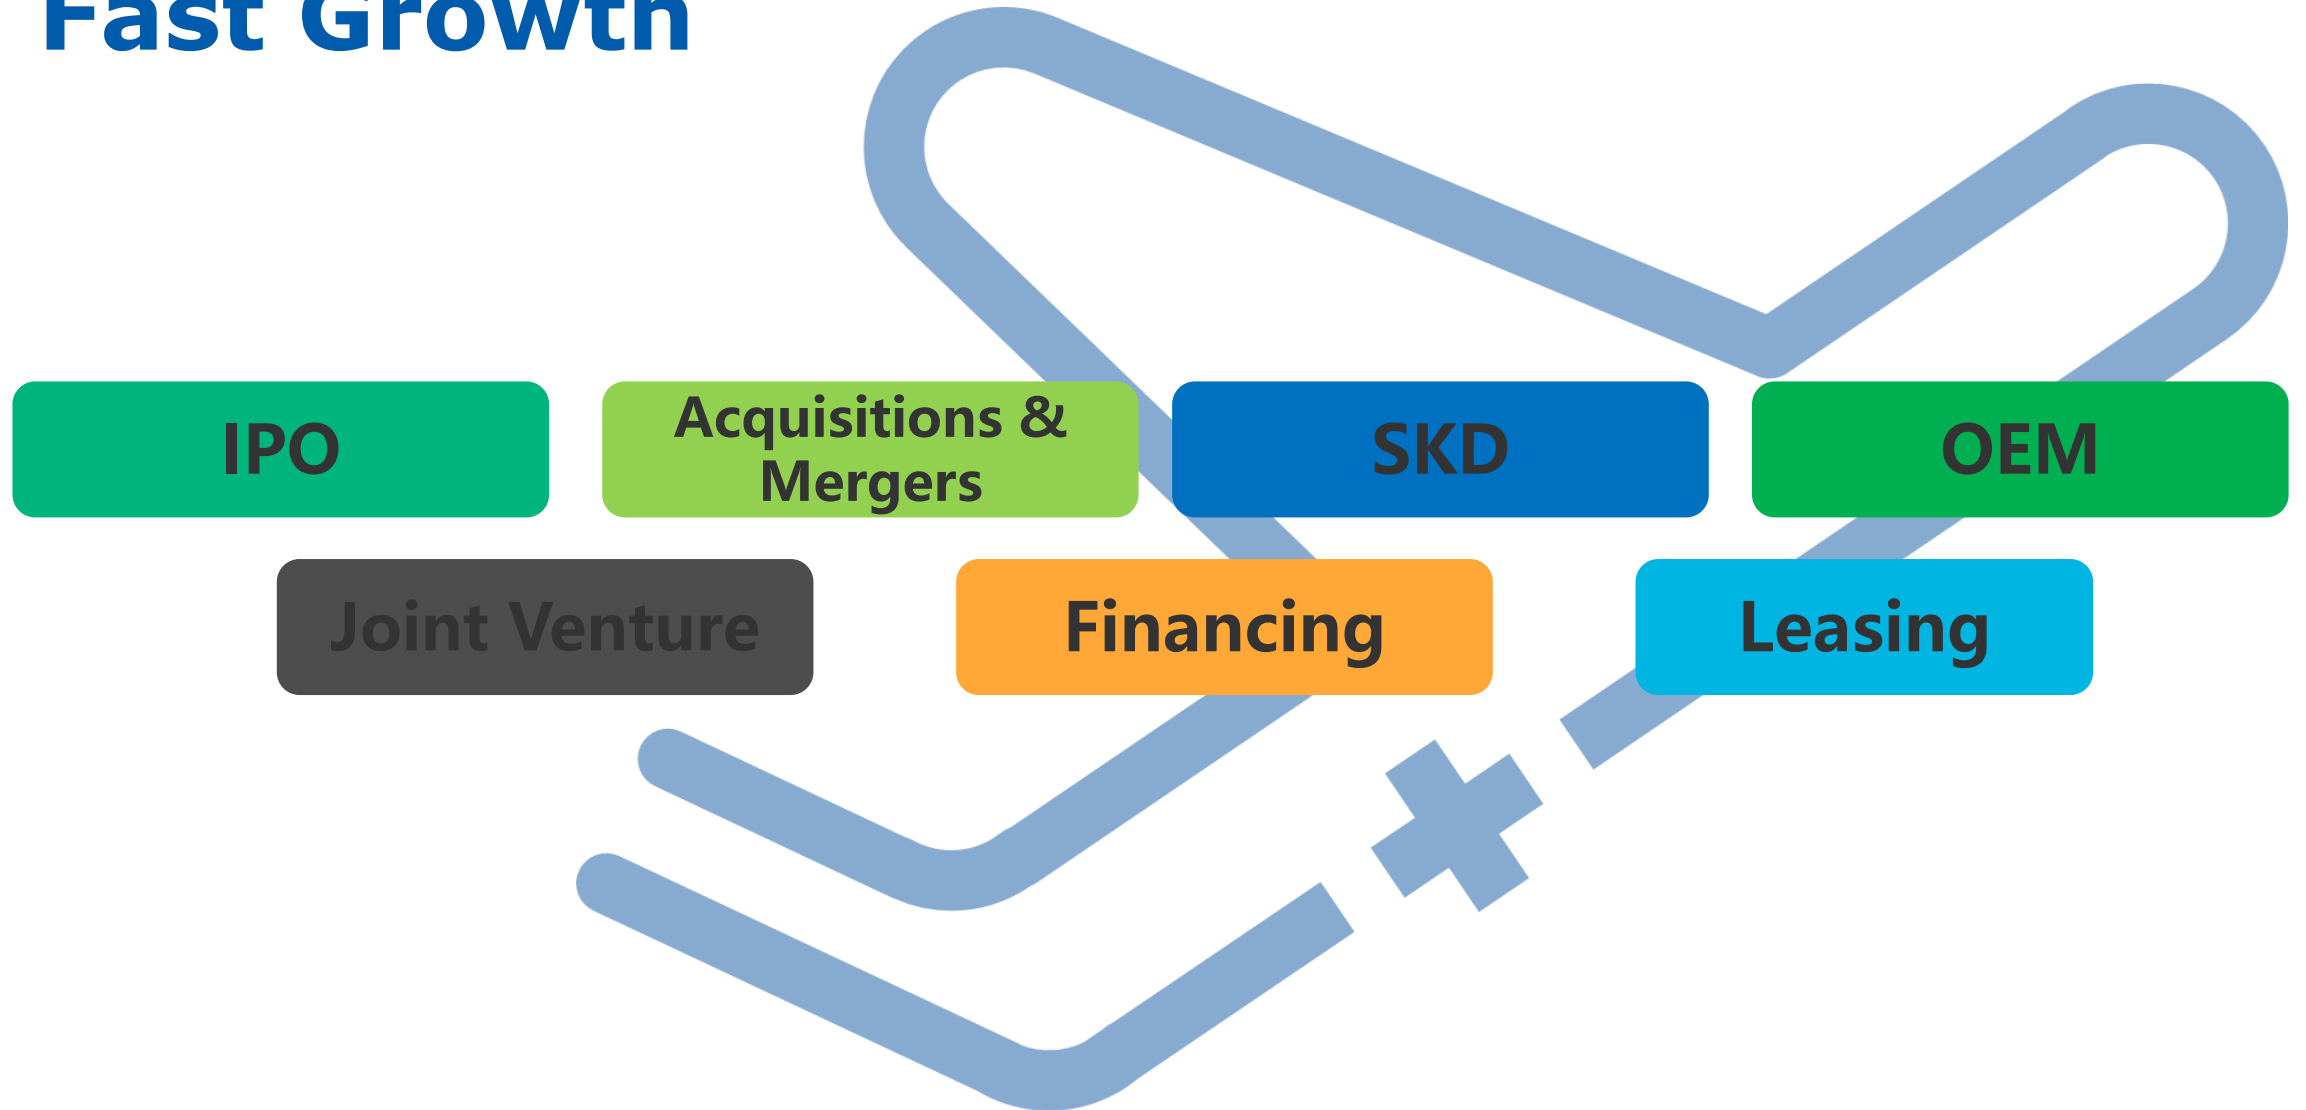 Fast Growth
IPO
Acquisitions &
Mergers
SKD
OEM
Joint Venture
Financing
Leasing